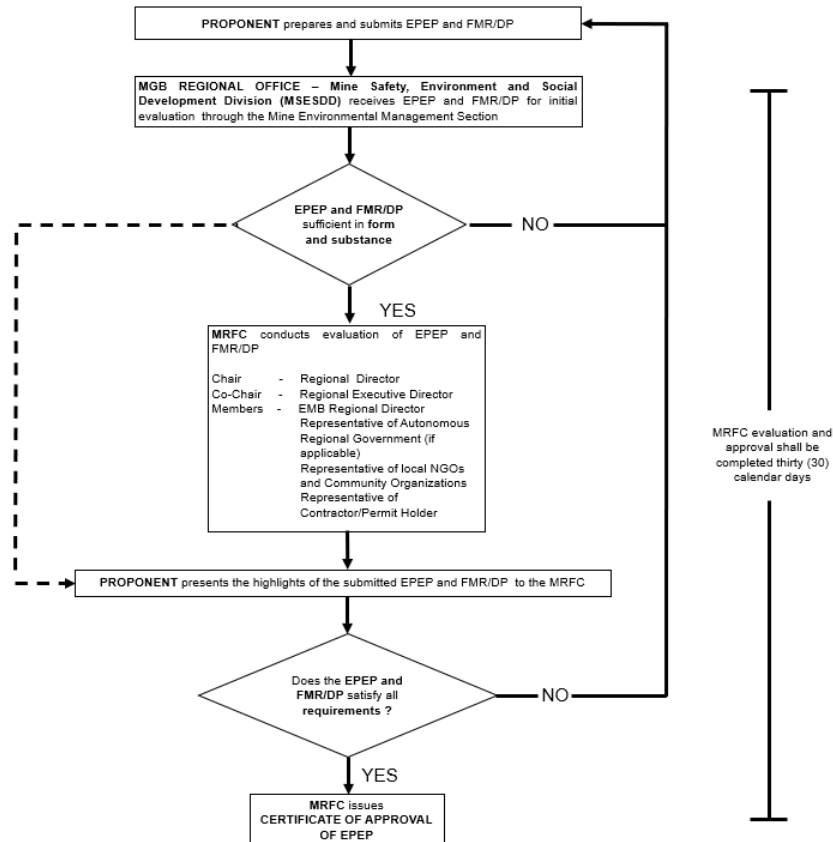 PROPONENT prepares and submits EPEP and FMR/DP
MGB REGIONAL OFFICE – Mine Safety, Environment and Social
Development Division (MSESDD) receives EPEP and FMR/DP for initial
evaluation through the Mine Environmental Management Section
EPEP and FMR/DP
sufficient in form
and substance
NO
YES
MRFC conducts evaluation of EPEP and
FMR/DP
Chair - Regional Director
Co-Chair - Regional Executive Director
Members - EMB Regional Director
Representative of Autonomous
Regional Government (if
applicable)
Representative of local NGOs
and Community Organizations
Representative of
Contractor/Permit Holder
MRFC evaluation and
approval shall be
completed thirty (30)
calendar days
PROPONENT presents the highlights of the submitted EPEP and FMR/DP to the MRFC
Does the EPEP and
FMR/DP satisfy all
requirements ?
NO
YES
MRFC issues
CERTIFICATE OF APPROVAL
OF EPEP